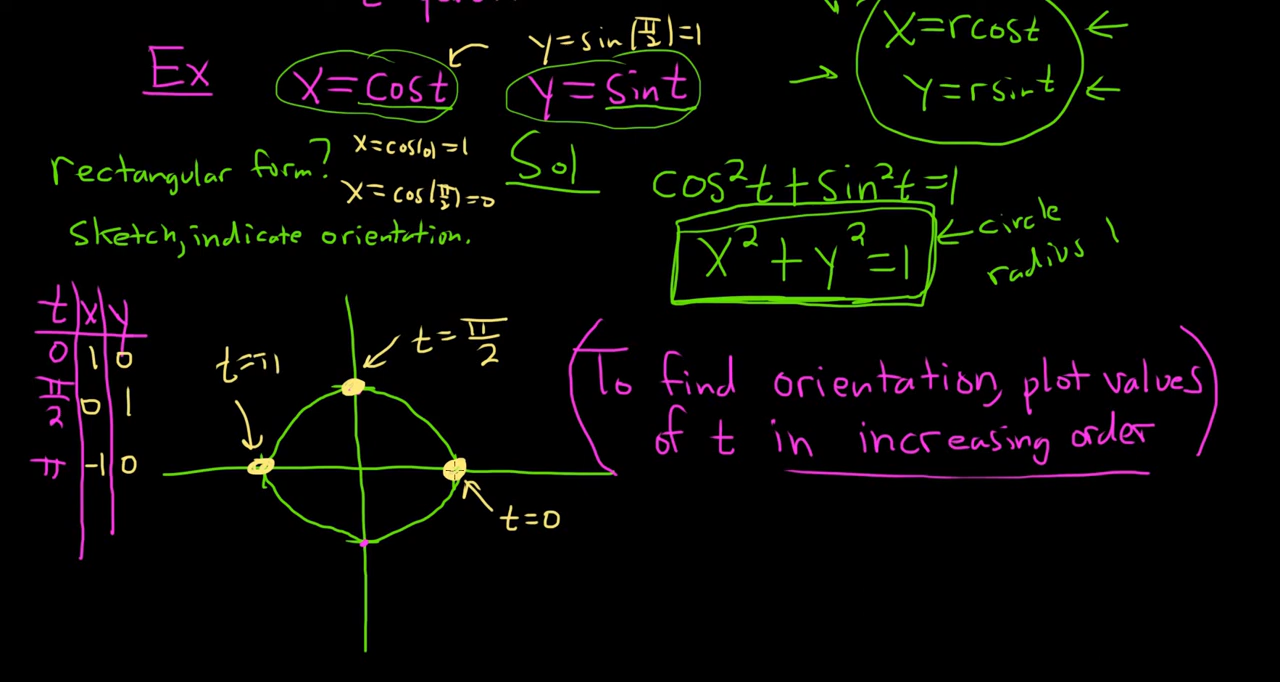 y=sin(π/2)=1
x=rcost ←
Ex x=cost y=sint → y=rsint ←
rectangular form? x=cos(0)=1 Sol cos²t+sin²t=1
x=cos(π/2)=0
sketch, indicate orientation. x²+y²=1 ← circle
radius 1
t x y
0 1 0
π/2 0 1
π -1 0
t=π
t=π/2
t=0
(To find orientation, plot values
of t in increasing order)